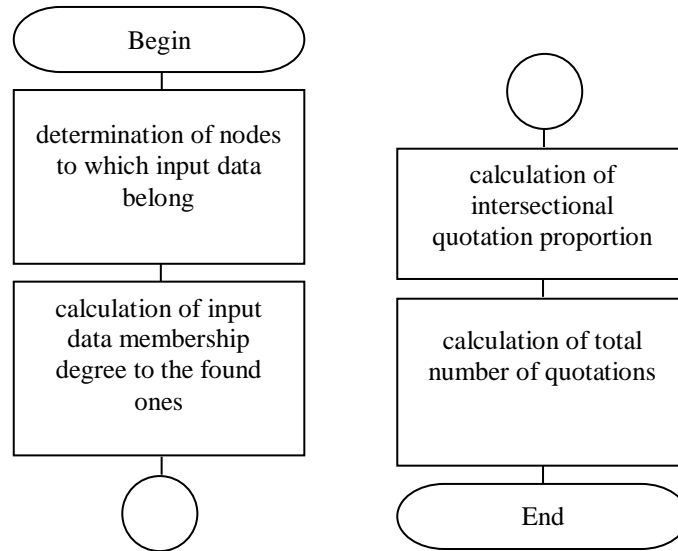 Begin
determination of nodes
to which input data
belong
calculation of input
data membership
degree to the found
ones
calculation of
intersectional
quotation proportion
calculation of total
number of quotations
End